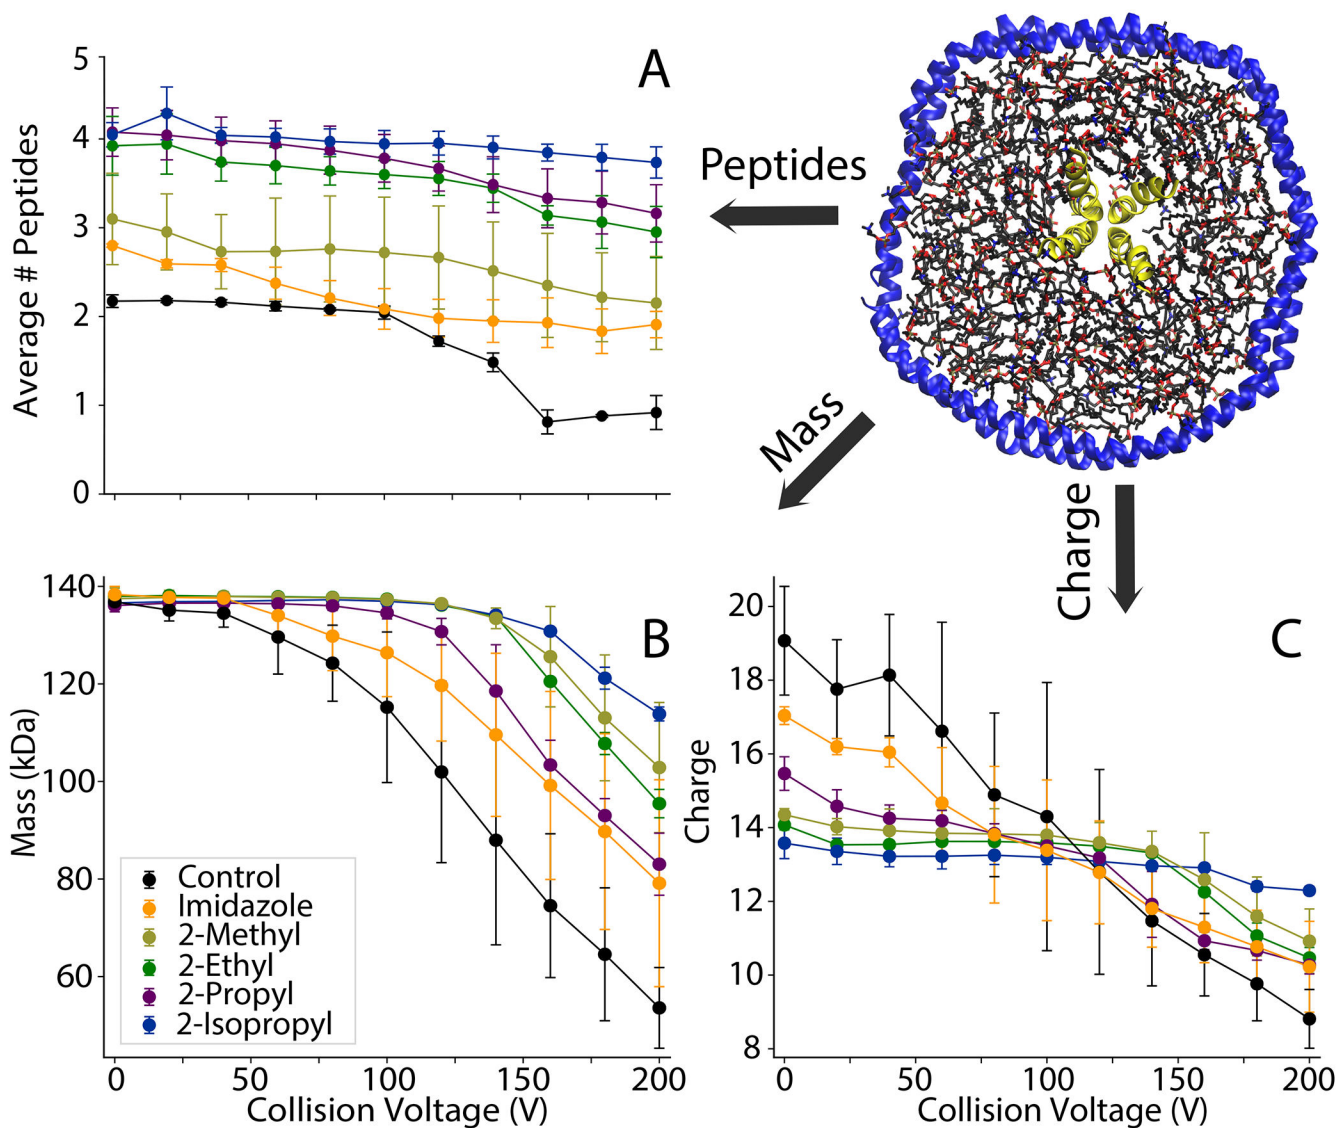 A
5
4
3
2
1
0
Average # Peptides
Peptides
Mass
Charge
B
140
120
100
80
60
Mass (kDa)
Control
Imidazole
2-Methyl
2-Ethyl
2-Propyl
2-Isopropyl
0 50 100 150 200
Collision Voltage (V)
C
20
18
16
14
12
10
8
Charge
0 50 100 150 200
Collision Voltage (V)